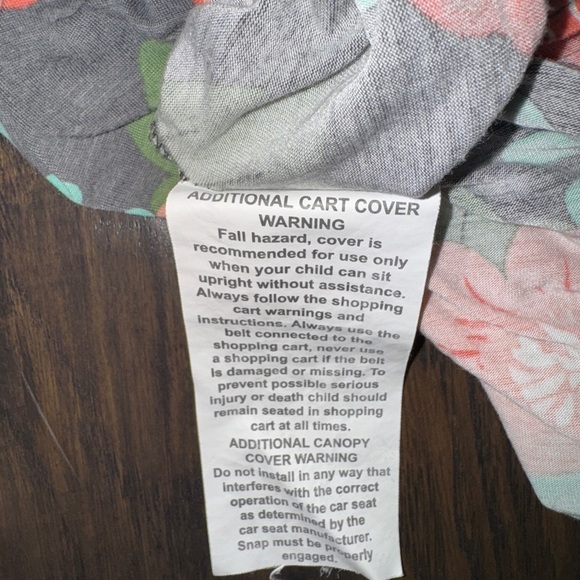 ADDITIONAL CART COVER
WARNING
Fall hazard, cover is
recommended for use only
when your child can sit
upright without assistance.
Always follow the shopping
cart warnings and
instructions. Always use the
belt connected to the
shopping cart, never use
a shopping cart if the belt
is damaged or missing. To
prevent possible serious
injury or death child should
remain seated in shopping
cart at all times.
ADDITIONAL CANOPY
COVER WARNING
Do not install in any way that
interferes with the correct
operation of the car seat
as determined by the
car seat manufacturer.
Snap must be properly
engaged.